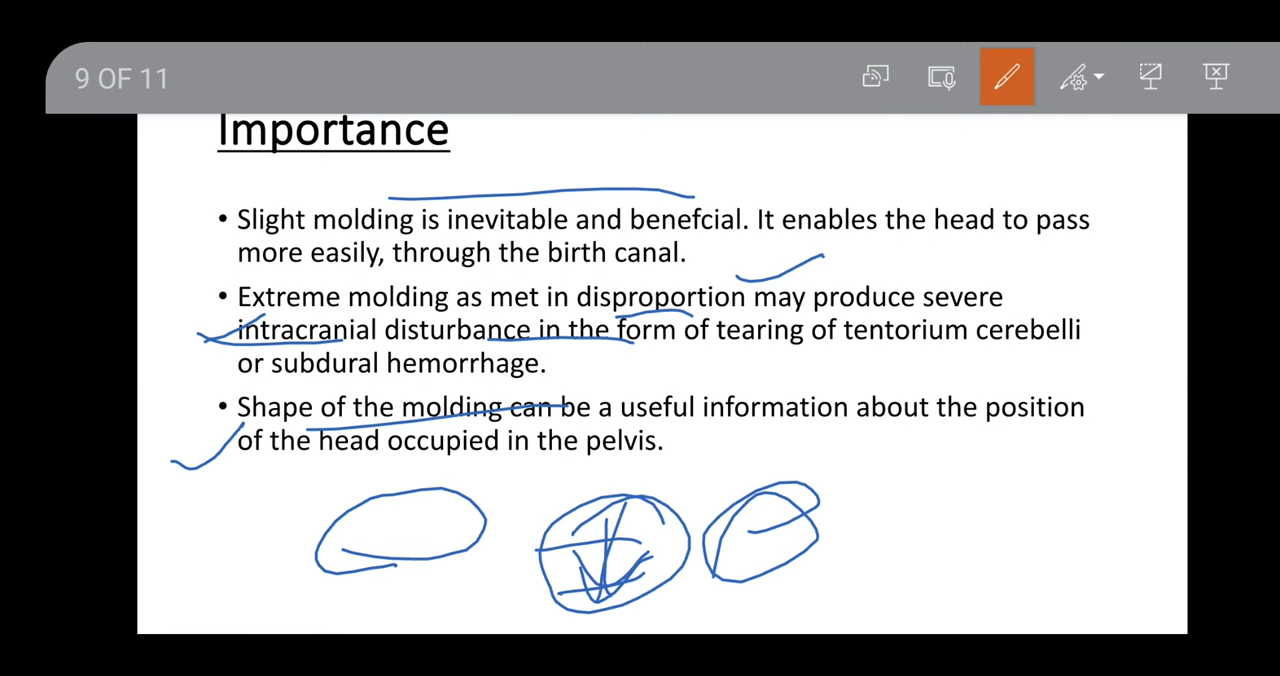 9 OF 11
Importance
• Slight molding is inevitable and benefcial. It enables the head to pass
more easily, through the birth canal.
• Extreme molding as met in disproportion may produce severe
intracranial disturbance in the form of tearing of tentorium cerebelli
or subdural hemorrhage.
• Shape of the molding can be a useful information about the position
of the head occupied in the pelvis.